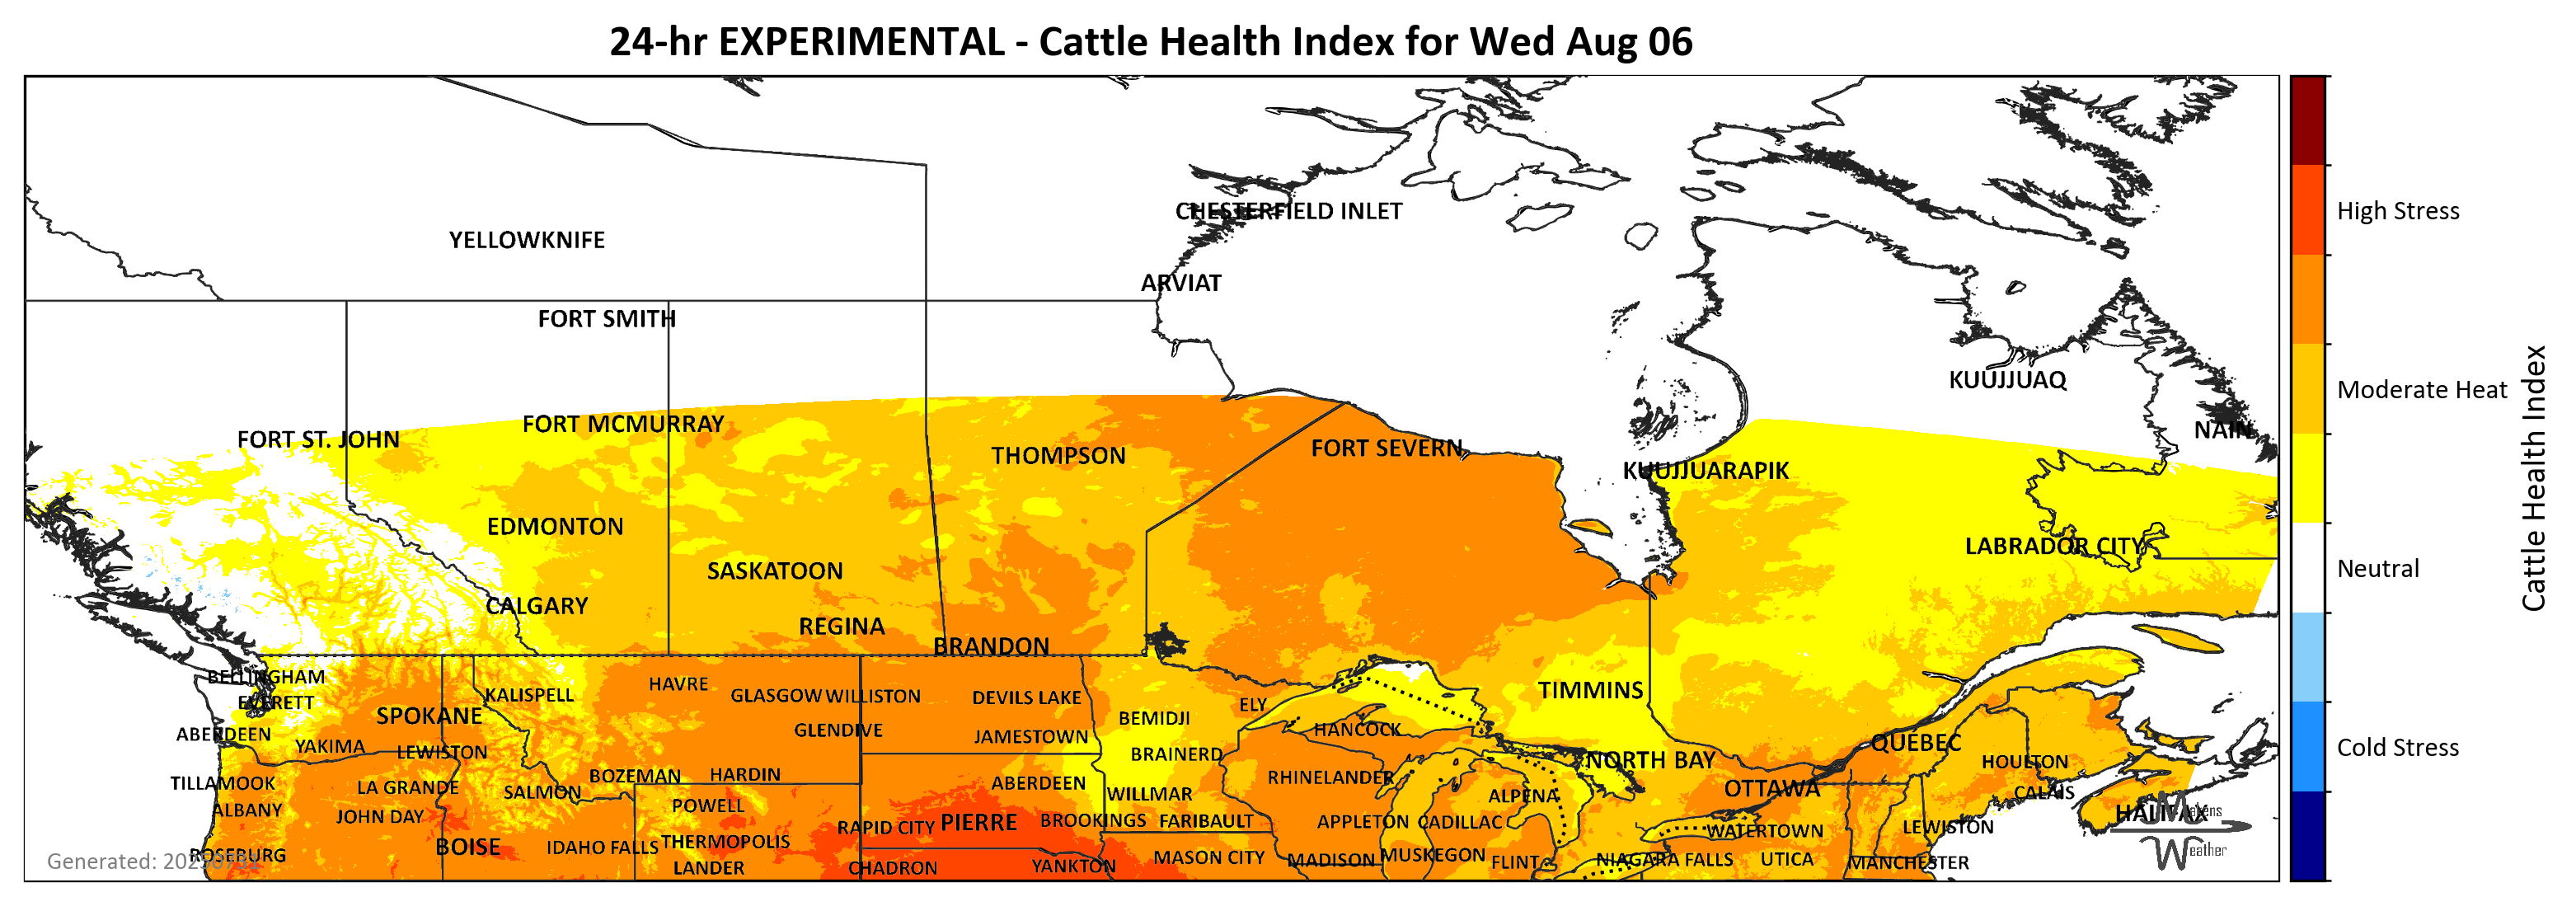 24-hr EXPERIMENTAL - Cattle Health Index for Wed Aug 06
CHESTERFIELD INLET
High Stress
YELLOWKNIFE
ARVIAT
FORT SMITH
KUUJJUAQ
Moderate Heat
FORT MCMURRAY
NAIN
FORT ST. JOHN
FORT SEVERN
THOMPSON
KUUJJUARAPIK
Cattle Health Index
EDMONTON
LABRADOR CITY
SASKATOON
Neutral
CALGARY
REGINA
BRANDON
BELLINGHAM
HAVRE
KALISPELL
GLASGOW
WILLISTON
DEVILS LAKE
TIMMINS
EVERETT
ELY
SPOKANE
BEMIDJI
ABERDEEN
GLENDIVE
JAMESTOWN
HANCOCK
QUEBEC
YAKIMA
LEWISTON
BRAINERD
Cold Stress
NORTH BAY
HOULTON
BOZEMAN
HARDIN
RHINELANDER
TILLAMOOK
LA GRANDE
SALMON
ABERDEEN
WILLMAR
ALPENA
OTTAWA
CALAIS
ALBANY
POWELL
JOHN DAY
RAPID CITY
PIERRE
BROOKINGS
FARIBAULT
APPLETON
CADILLAC
HALIFAX
Makens
WATERTOWN
LEWISTON
BOISE
IDAHO FALLS
THERMOPOLIS
Weather
ROSEBURG
MASON CITY
MADISON
MUSKEGON
FLINT
NIAGARA FALLS
UTICA
MANCHESTER
LANDER
CHADRON
YANKTON
Generated: